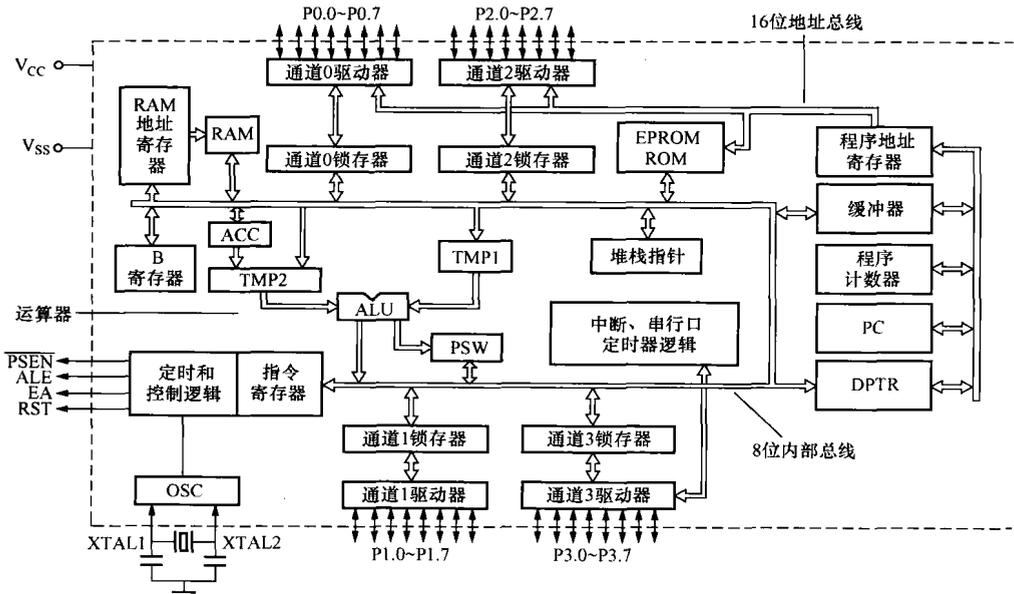 P0.0~P0.7
P2.0~P2.7
16位地址总线
VCC
通道0驱动器
通道2驱动器
RAM
地址
寄存
器
RAM
VSS
EPROM
ROM
程序地址
寄存器
通道0锁存器
通道2锁存器
缓冲器
ACC
B
寄存器
TMP2
TMP1
堆栈指针
程序
计数器
运算器
ALU
中断、串行口
定时器逻辑
PC
PSW
PSEN
ALE
EA
RST
定时和
控制逻辑
指令
寄存器
DPTR
通道1锁存器
通道3锁存器
8位内部总线
OSC
通道1驱动器
通道3驱动器
XTAL1
XTAL2
P1.0~P1.7
P3.0~P3.7